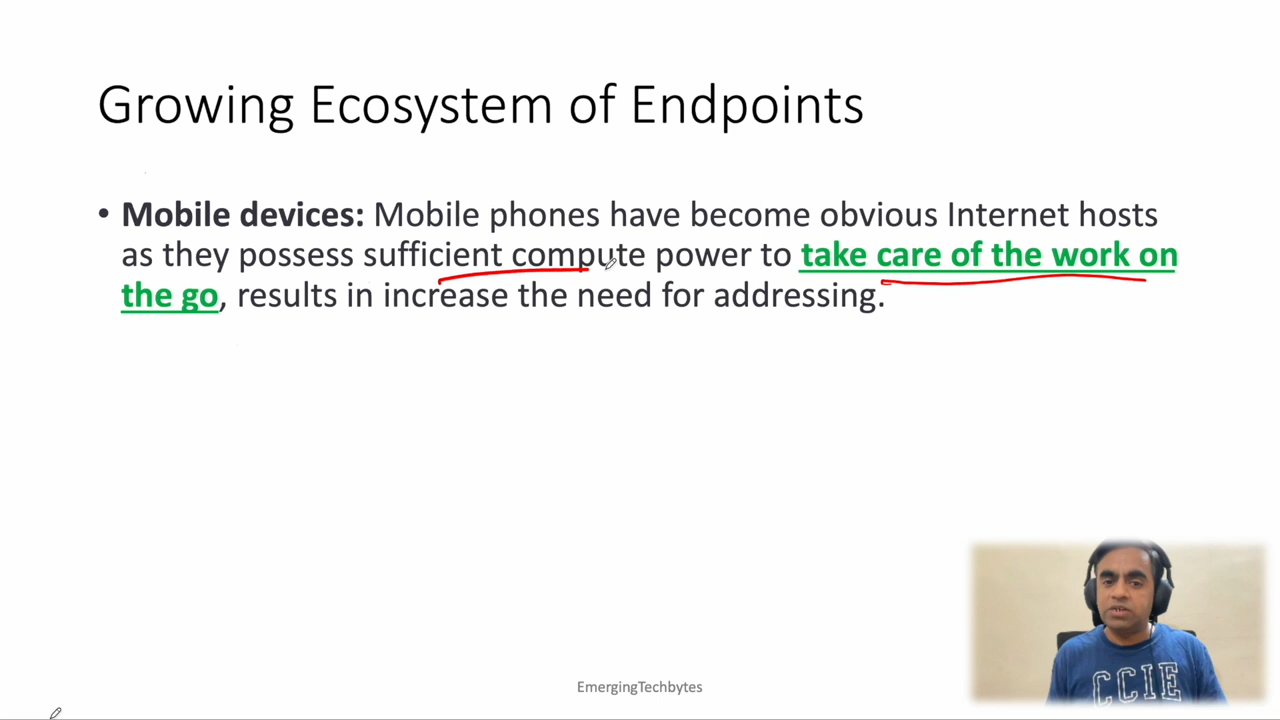 Growing Ecosystem of Endpoints
• Mobile devices: Mobile phones have become obvious Internet hosts
as they possess sufficient compute power to take care of the work on
the go, results in increase the need for addressing.
CCIE
EmergingTechbytes